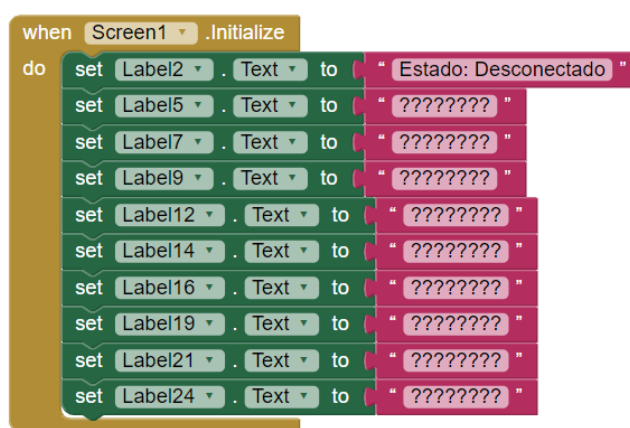 when Screen1 .Initialize
do set Label2 . Text to " Estado: Desconectado "
set Label5 . Text to " ???????? "
set Label7 . Text to " ???????? "
set Label9 . Text to " ???????? "
set Label12 . Text to " ???????? "
set Label14 . Text to " ???????? "
set Label16 . Text to " ???????? "
set Label19 . Text to " ???????? "
set Label21 . Text to " ???????? "
set Label24 . Text to " ???????? "